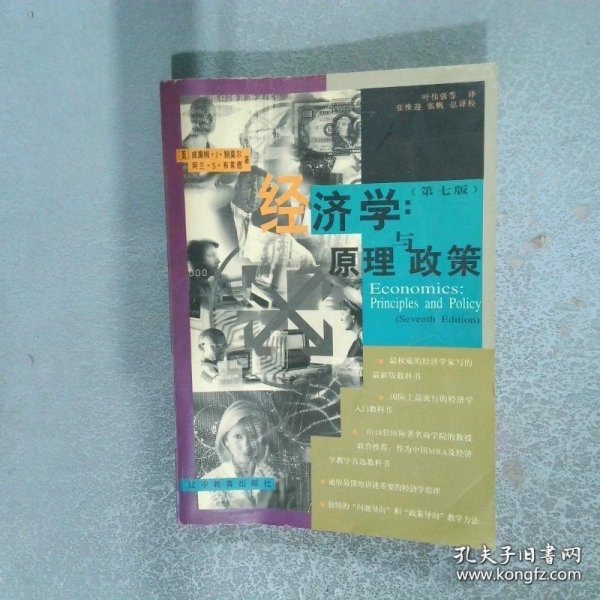 叶伟强等 译
张维迎 张帆 总译校
[美] 威廉姆·J·鲍莫尔
阿兰·S·布莱德 著
经济学:
(第七版)
原理与政策
Economics:
Principles and Policy
(Seventh Edition)
最权威的经济学家写的
最新版教科书
国际上最流行的经济学
入门教科书
由18位国际著名商学院的教授
联合推荐,作为中国MBA及经济
学教学首选教科书
通俗易懂地讲述重要的经济学原理
独特的“问题导向”和“政策导向”教学方法
辽宁教育出版社
孔夫子旧书网
www.kongfz.com